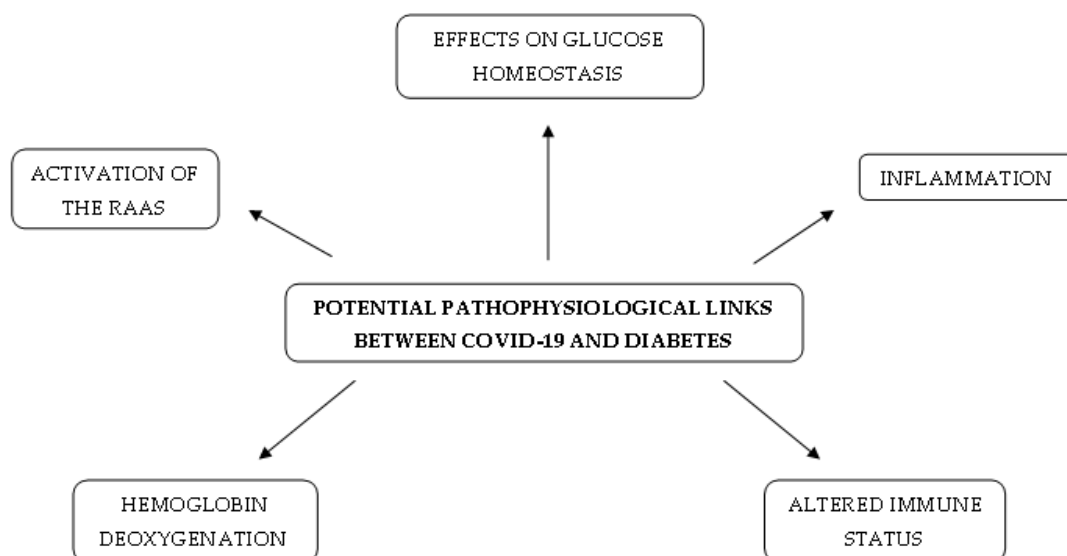 EFFECTS ON GLUCOSE
HOMEOSTASIS
ACTIVATION OF
THE RAAS
INFLAMMATION
POTENTIAL PATHOPHYSIOLOGICAL LINKS
BETWEEN COVID-19 AND DIABETES
HEMOGLOBIN
DEOXYGENATION
ALTERED IMMUNE
STATUS